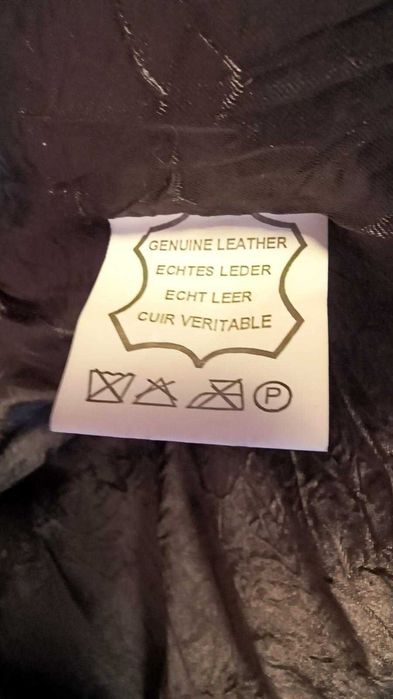 GENUINE LEATHER
ECHTES LEDER
ECHT LEER
CUIR VERITABLE
P